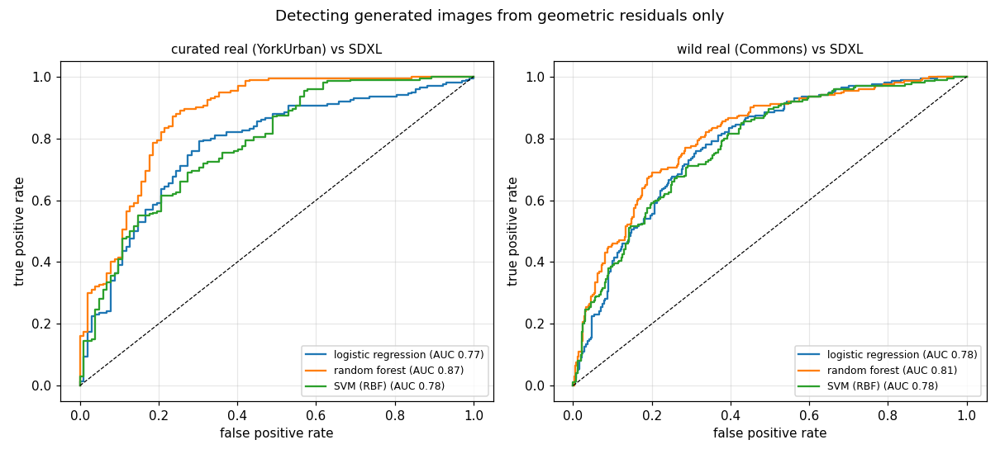 Detecting generated images from geometric residuals only
curated real (YorkUrban) vs SDXL
true positive rate
1.0
0.8
0.6
0.4
0.2
0.0
logistic regression (AUC 0.77)
random forest (AUC 0.87)
SVM (RBF) (AUC 0.78)
0.0 0.2 0.4 0.6 0.8 1.0
false positive rate
wild real (Commons) vs SDXL
true positive rate
1.0
0.8
0.6
0.4
0.2
0.0
logistic regression (AUC 0.78)
random forest (AUC 0.81)
SVM (RBF) (AUC 0.78)
0.0 0.2 0.4 0.6 0.8 1.0
false positive rate